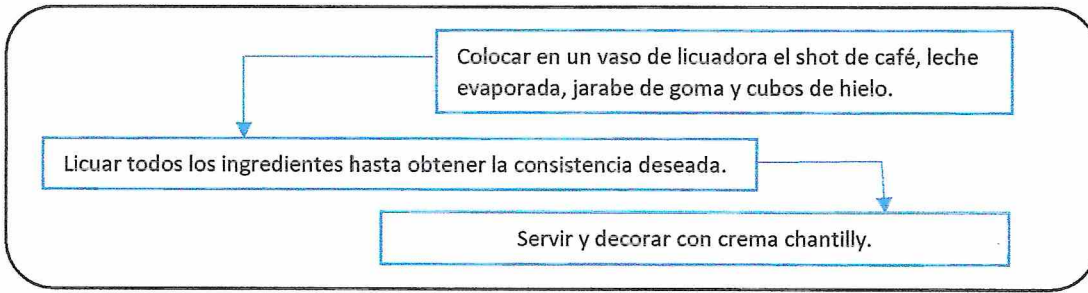 Colocar en un vaso de licuadora el shot de café, leche
evaporada, jarabe de goma y cubos de hielo.
Licuar todos los ingredientes hasta obtener la consistencia deseada.
Servir y decorar con crema chantilly.